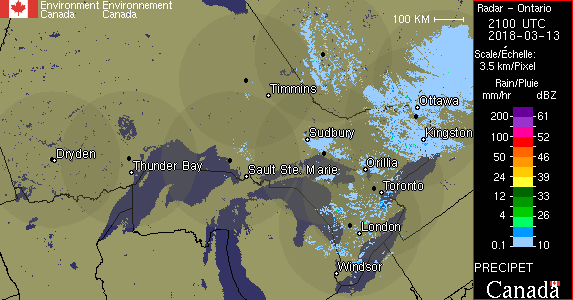 Environment Environnement
Canada Canada
100 KM
Timmins
Ottawa
Sudbury
Kingston
Dryden
Thunder Bay
Sault Ste. Marie
Orillia
Toronto
London
Windsor
Radar - Ontario
2100 UTC
2018-03-13
Scale/Échelle:
3.5 km/Pixel
Rain/Pluie
mm/hr dBZ
200 61
100 52
50 46
24 39
12 33
4 26
1 20
0.1 10
PRECIPET
Canada